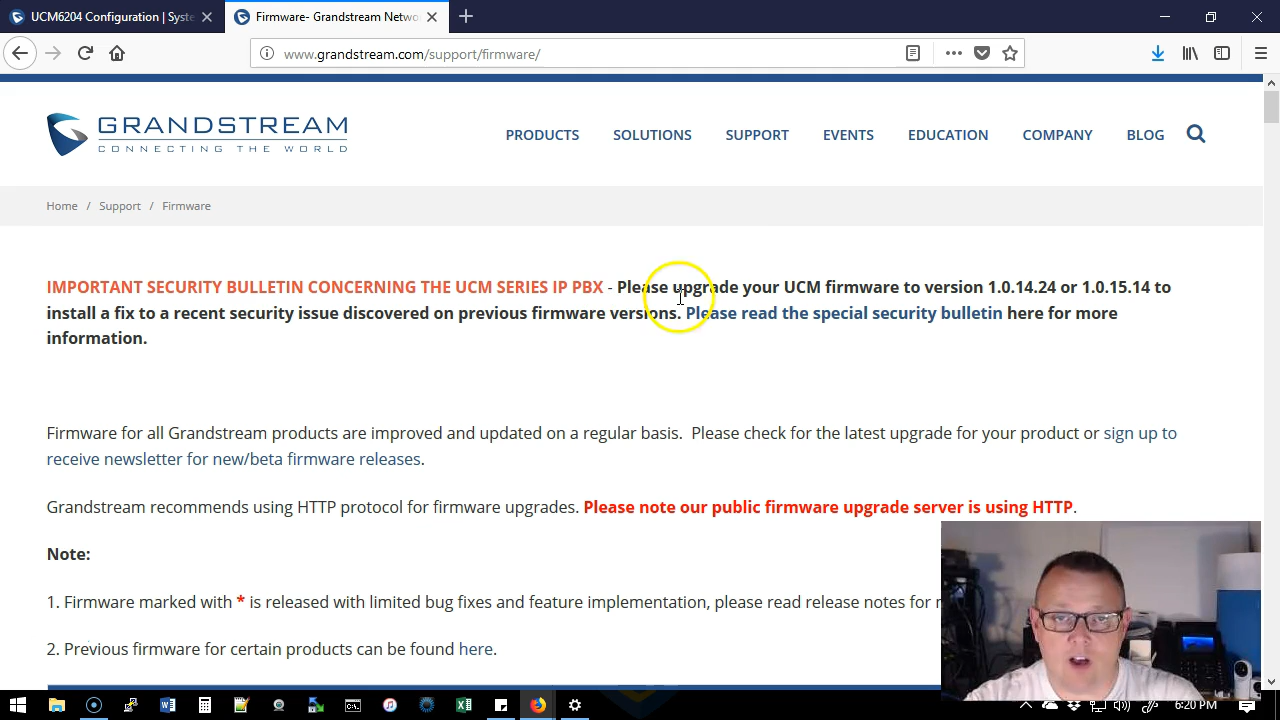 UCM6204 Configuration | Syste
Firmware- Grandstream Netwo
www.grandstream.com/support/firmware/
GRANDSTREAM
CONNECTING THE WORLD
PRODUCTS SOLUTIONS SUPPORT EVENTS EDUCATION COMPANY BLOG
Home / Support / Firmware
IMPORTANT SECURITY BULLETIN CONCERNING THE UCM SERIES IP PBX - Please upgrade your UCM firmware to version 1.0.14.24 or 1.0.15.14 to
install a fix to a recent security issue discovered on previous firmware versions. Please read the special security bulletin here for more
information.
Firmware for all Grandstream products are improved and updated on a regular basis. Please check for the latest upgrade for your product or sign up to
receive newsletter for new/beta firmware releases.
Grandstream recommends using HTTP protocol for firmware upgrades. Please note our public firmware upgrade server is using HTTP.
Note:
1. Firmware marked with * is released with limited bug fixes and feature implementation, please read release notes for
2. Previous firmware for certain products can be found here.
6:20 PM